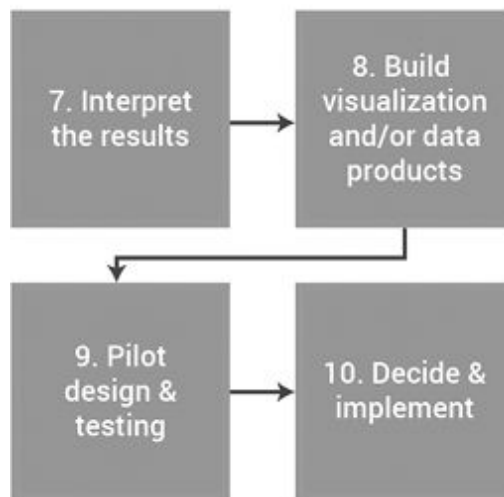 7. Interpret
the results
8. Build
visualization
and/or data
products
9. Pilot
design &
testing
10. Decide &
implement